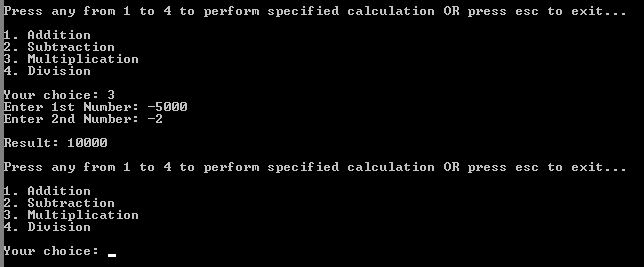 Press any from 1 to 4 to perform specified calculation OR press esc to exit...
1. Addition
2. Subtraction
3. Multiplication
4. Division
Your choice: 3
Enter 1st Number: -5000
Enter 2nd Number: -2
Result: 10000
Press any from 1 to 4 to perform specified calculation OR press esc to exit...
1. Addition
2. Subtraction
3. Multiplication
4. Division
Your choice: _